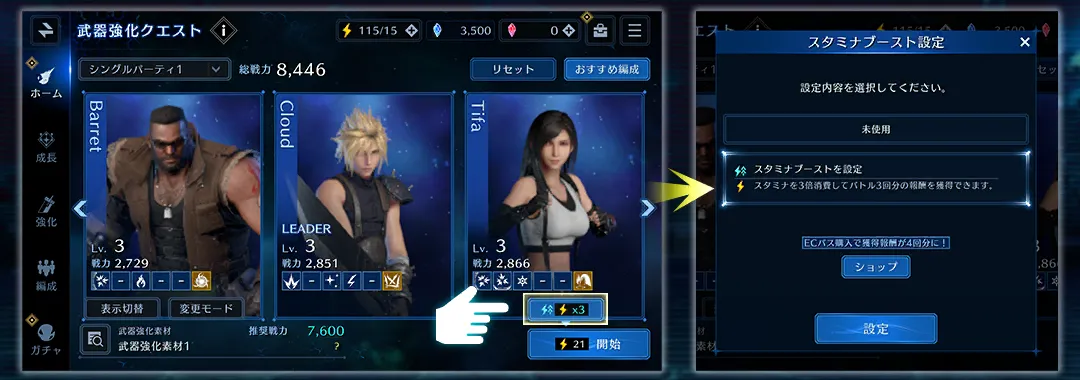 武器強化クエスト
115/15
3,500
0
シングルパーティ1
総戦力 8,446
リセット
おすすめ編成
ホーム
成長
強化
編成
ガチャ
Barret
Lv. 3
戦力 2,729
Cloud
LEADER
Lv. 3
戦力 2,851
Tifa
Lv. 3
戦力 2,866
表示切替
変更モード
x3
武器強化素材
武器強化素材1
推奨戦力 7,600
?
21 開始
スタミナブースト設定
設定内容を選択してください。
未使用
スタミナブーストを設定
スタミナを3倍消費してバトル3回分の報酬を獲得できます。
ECパス購入で獲得報酬が4回分に！
ショップ
設定